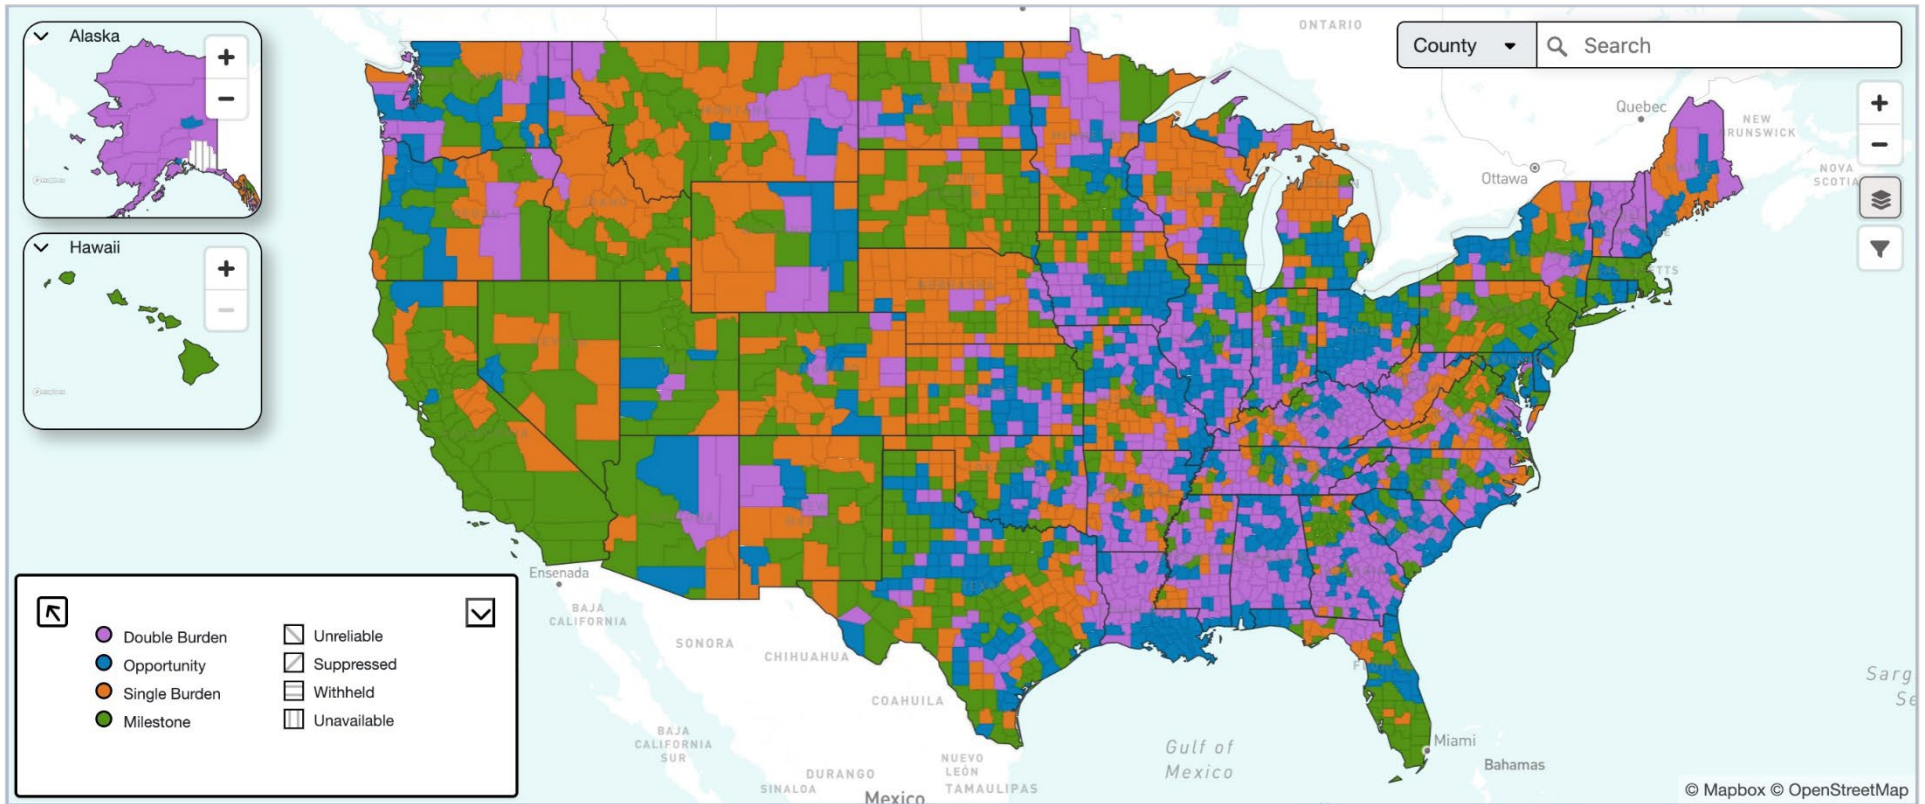 Alaska
+
−
Hawaii
+
−
County
Search
+
−
ONTARIO
Quebec
NEW
BRUNSWICK
Ottawa
NOVA
SCOTIA
Ensenada
BAJA
CALIFORNIA
SONORA
CHIHUAHUA
COAHUILA
BAJA
CALIFORNIA
SUR
DURANGO
SINALOA
NUEVO
LEÓN
TAMAULIPAS
Mexico
Gulf of
Mexico
Miami
Bahamas
Sarg
Se
Double Burden
Opportunity
Single Burden
Milestone
Unreliable
Suppressed
Withheld
Unavailable
© Mapbox © OpenStreetMap